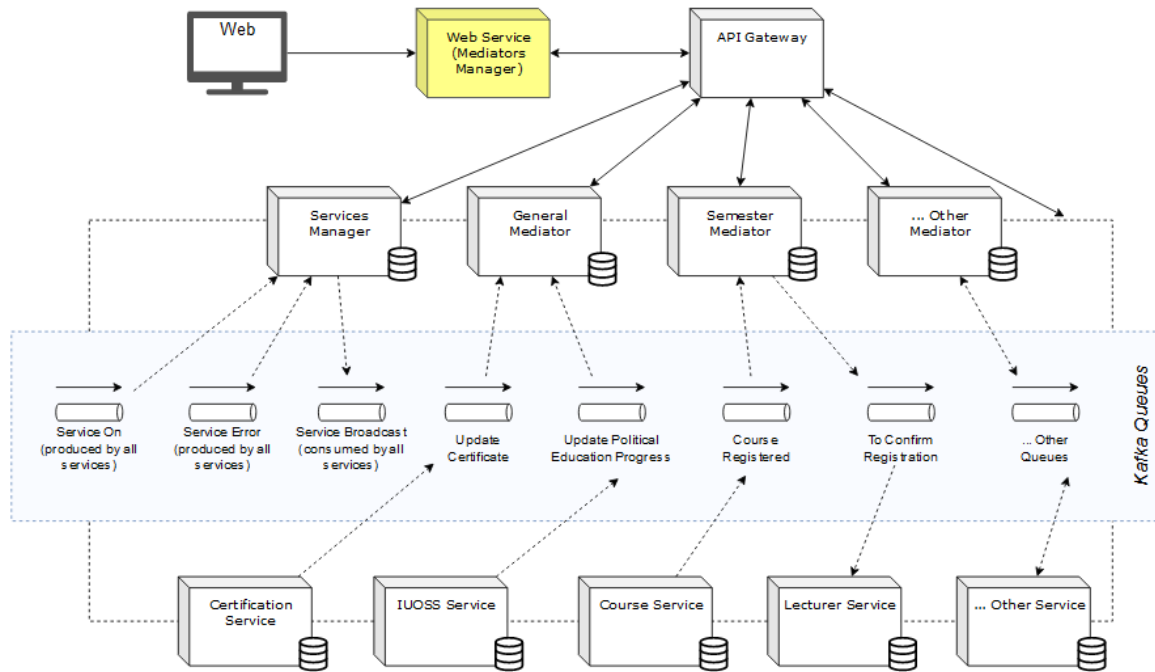 Web
Web Service
(Mediators
Manager)
API Gateway
Services
Manager
General
Mediator
Semester
Mediator
... Other
Mediator
Service On
(produced by all
services)
Service Error
(produced by all
services)
Service Broadcast
(consumed by all
services)
Update
Certificate
Update Political
Education Progress
Course
Registered
To Confirm
Registration
... Other
Queues
Kafka Queues
Certification
Service
IUOSS Service
Course Service
Lecturer Service
... Other Service